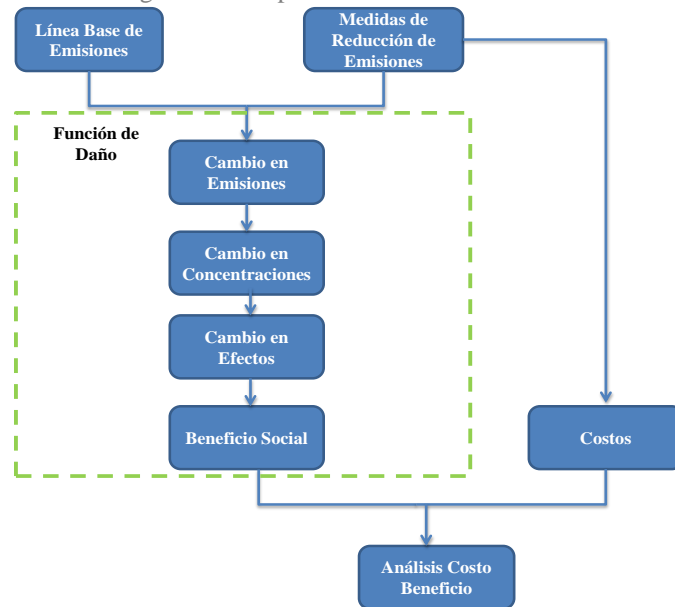 Línea Base de
Emisiones
Medidas de
Reducción de
Emisiones
Función de
Daño
Cambio en
Emisiones
Cambio en
Concentraciones
Cambio en
Efectos
Beneficio Social
Costos
Análisis Costo
Beneficio